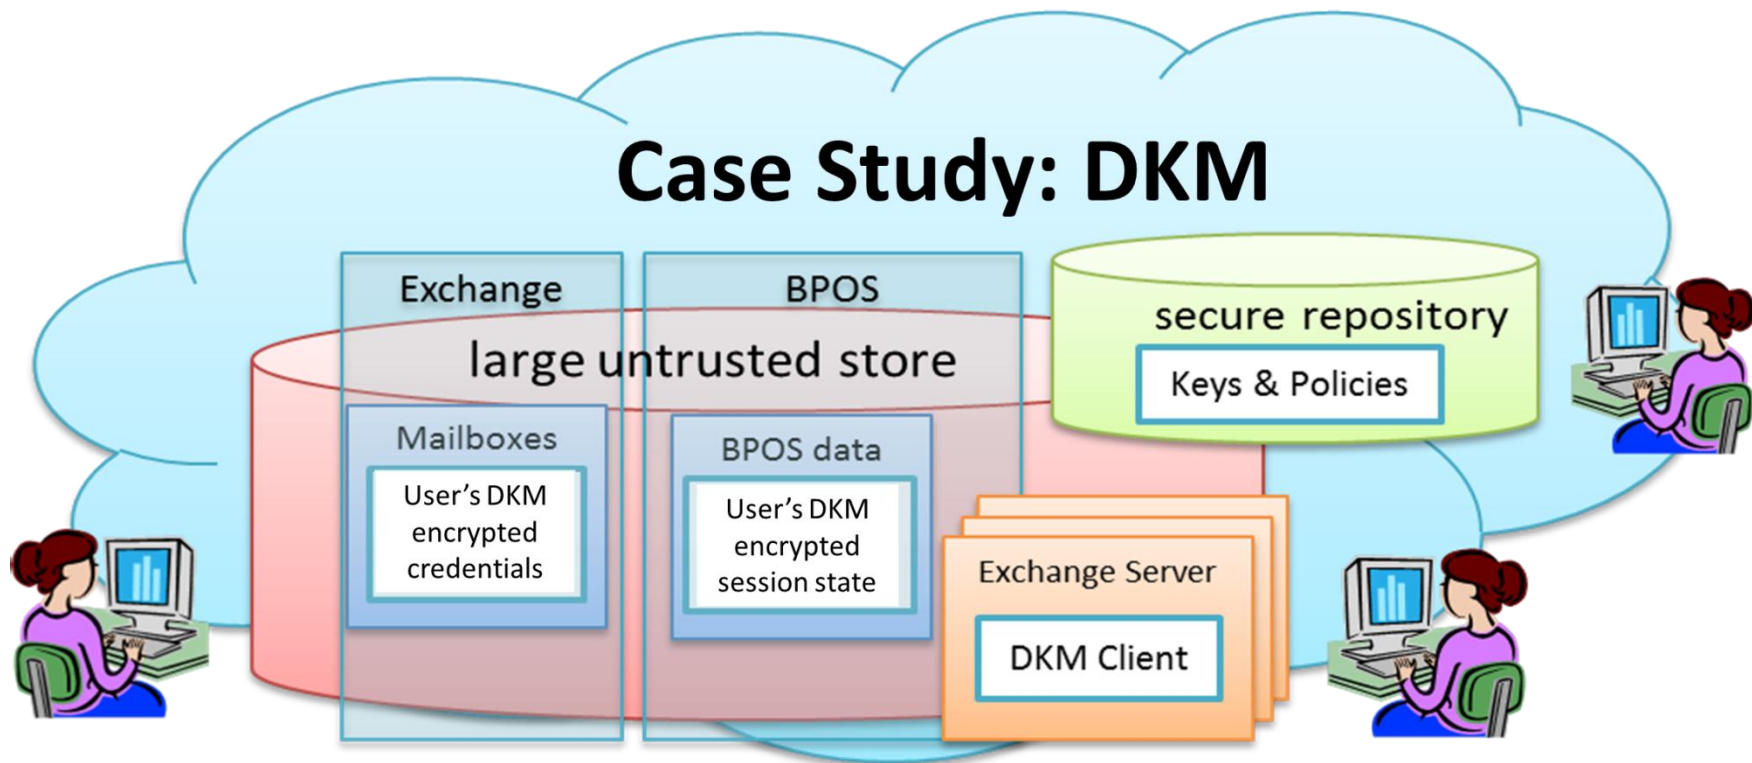 Case Study: DKM
Exchange
BPOS
secure repository
Keys & Policies
large untrusted store
Mailboxes
User's DKM
encrypted
credentials
BPOS data
User's DKM
encrypted
session state
Exchange Server
DKM Client